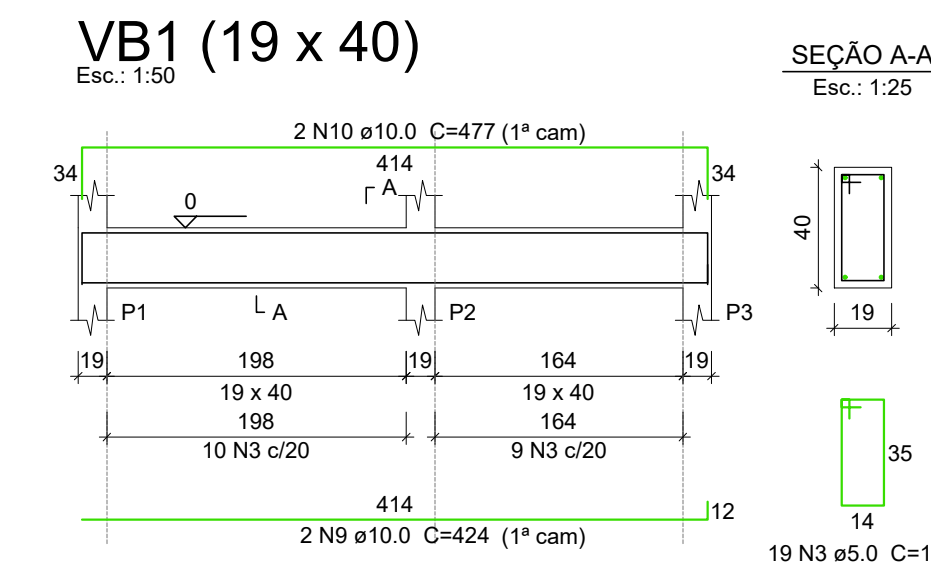 VB1 (19 x 40)
Esc.: 1:50
SEÇÃO A-A
Esc.: 1:25
2 N10 ø10.0 C=477 (1ª cam)
34
414
34
A
0
40
A
P1
P2
P3
19
19
198
19
164
19
19 x 40
19 x 40
198
164
10 N3 c/20
9 N3 c/20
35
414
12
14
2 N9 ø10.0 C=424 (1ª cam)
19 N3 ø5.0 C=1